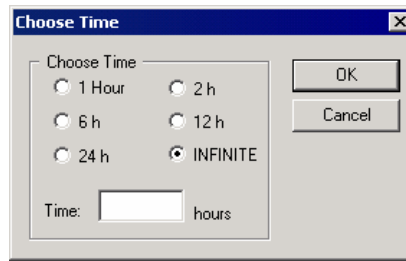 Choose Time
Choose Time
1 Hour
2 h
OK
6 h
12 h
Cancel
24 h
INFINITE
Time:
hours